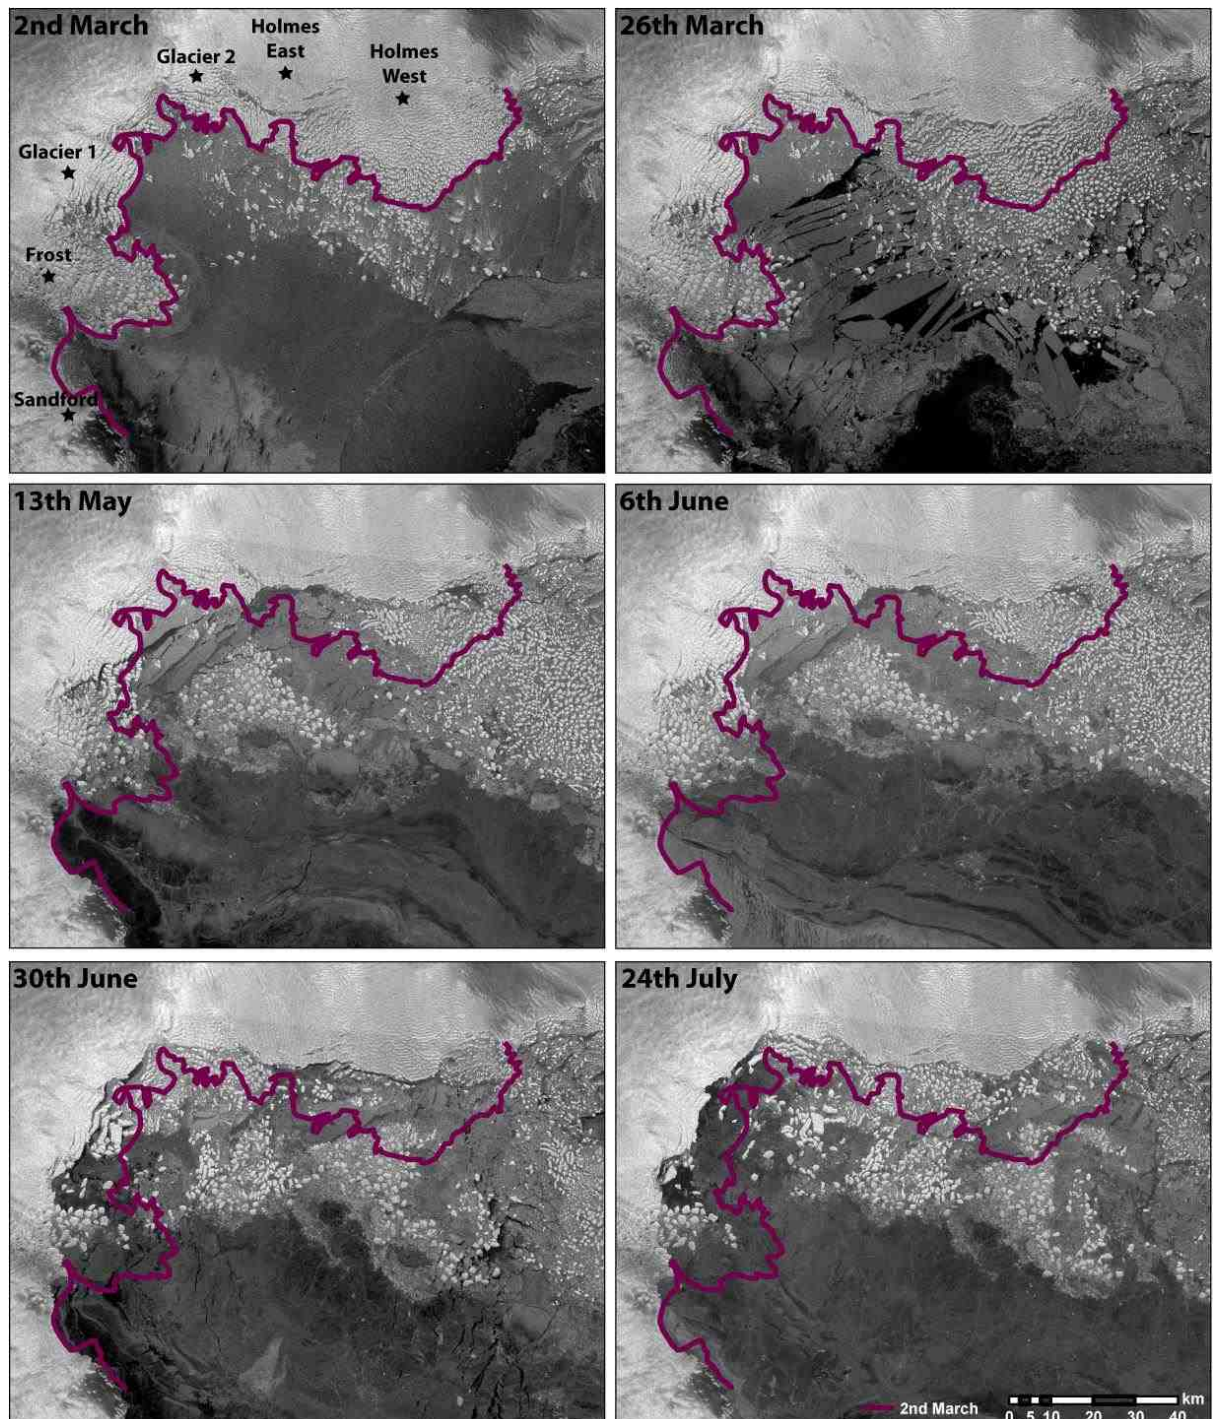 2nd March
Holmes
East
Holmes
West
Glacier 2
Glacier 1
Frost
Sandford
26th March
13th May
6th June
30th June
24th July
km
2nd March
0 5 10 20 30 40